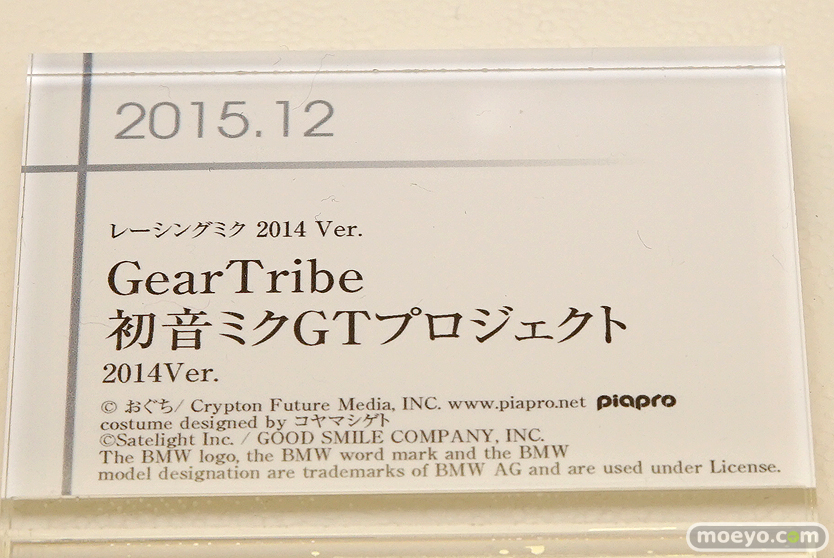 2015.12
レーシングミク 2014 Ver.
GearTribe
初音ミクGTプロジェクト
2014Ver.
© おぐち/ Crypton Future Media, INC. www.piapro.net piapro
costume designed by コヤマシゲト
©Satelight Inc. / GOOD SMILE COMPANY, INC.
The BMW logo, the BMW word mark and the BMW
model designation are trademarks of BMW AG and are used under License.
moeyo.com